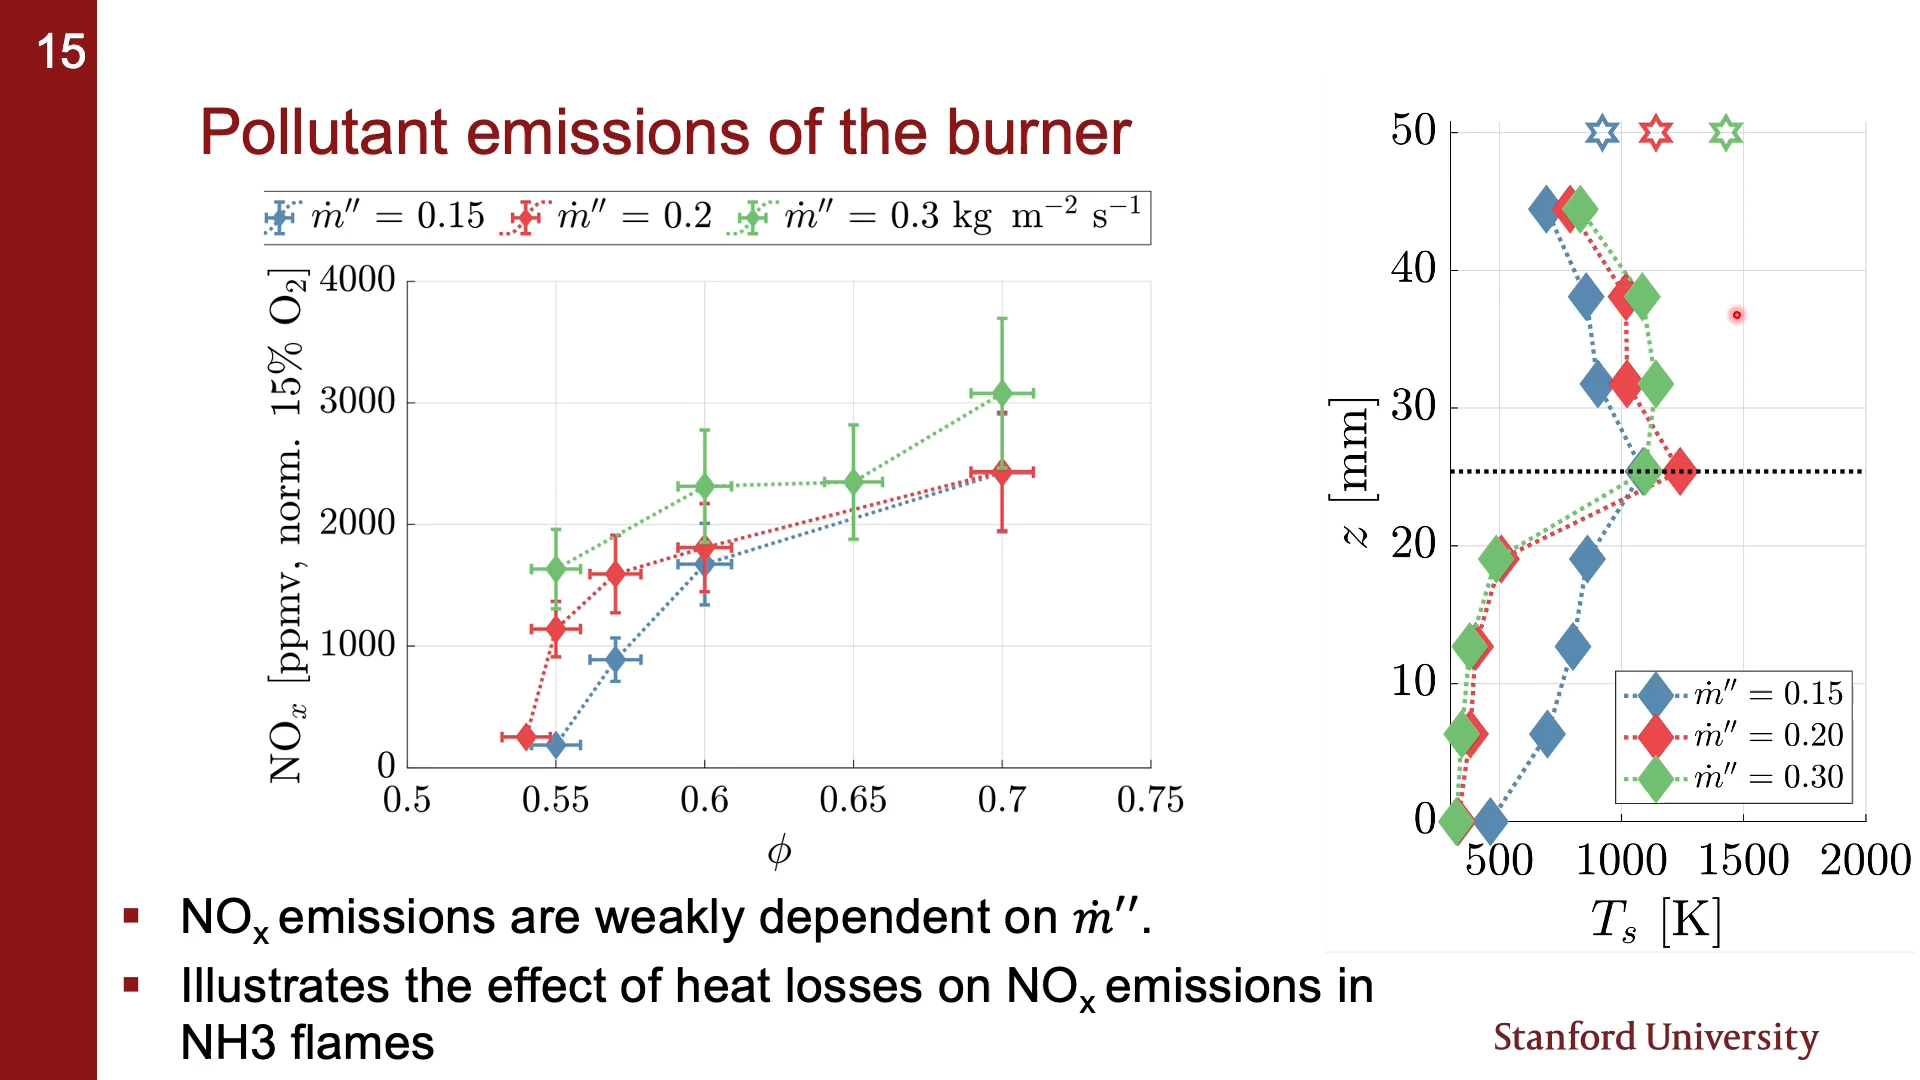 15
Pollutant emissions of the burner
ṁ″ = 0.15 ṁ″ = 0.2 ṁ″ = 0.3 kg m⁻² s⁻¹
NOₓ [ppmv, norm. 15% O₂]
4000
3000
2000
1000
0
0.5 0.55 0.6 0.65 0.7 0.75
ϕ
50
40
30
20
10
0
z [mm]
ṁ″ = 0.15
ṁ″ = 0.20
ṁ″ = 0.30
500 1000 1500 2000
Tₛ [K]
▪ NOₓ emissions are weakly dependent on ṁ″.
▪ Illustrates the effect of heat losses on NOₓ emissions in
NH3 flames
Stanford University